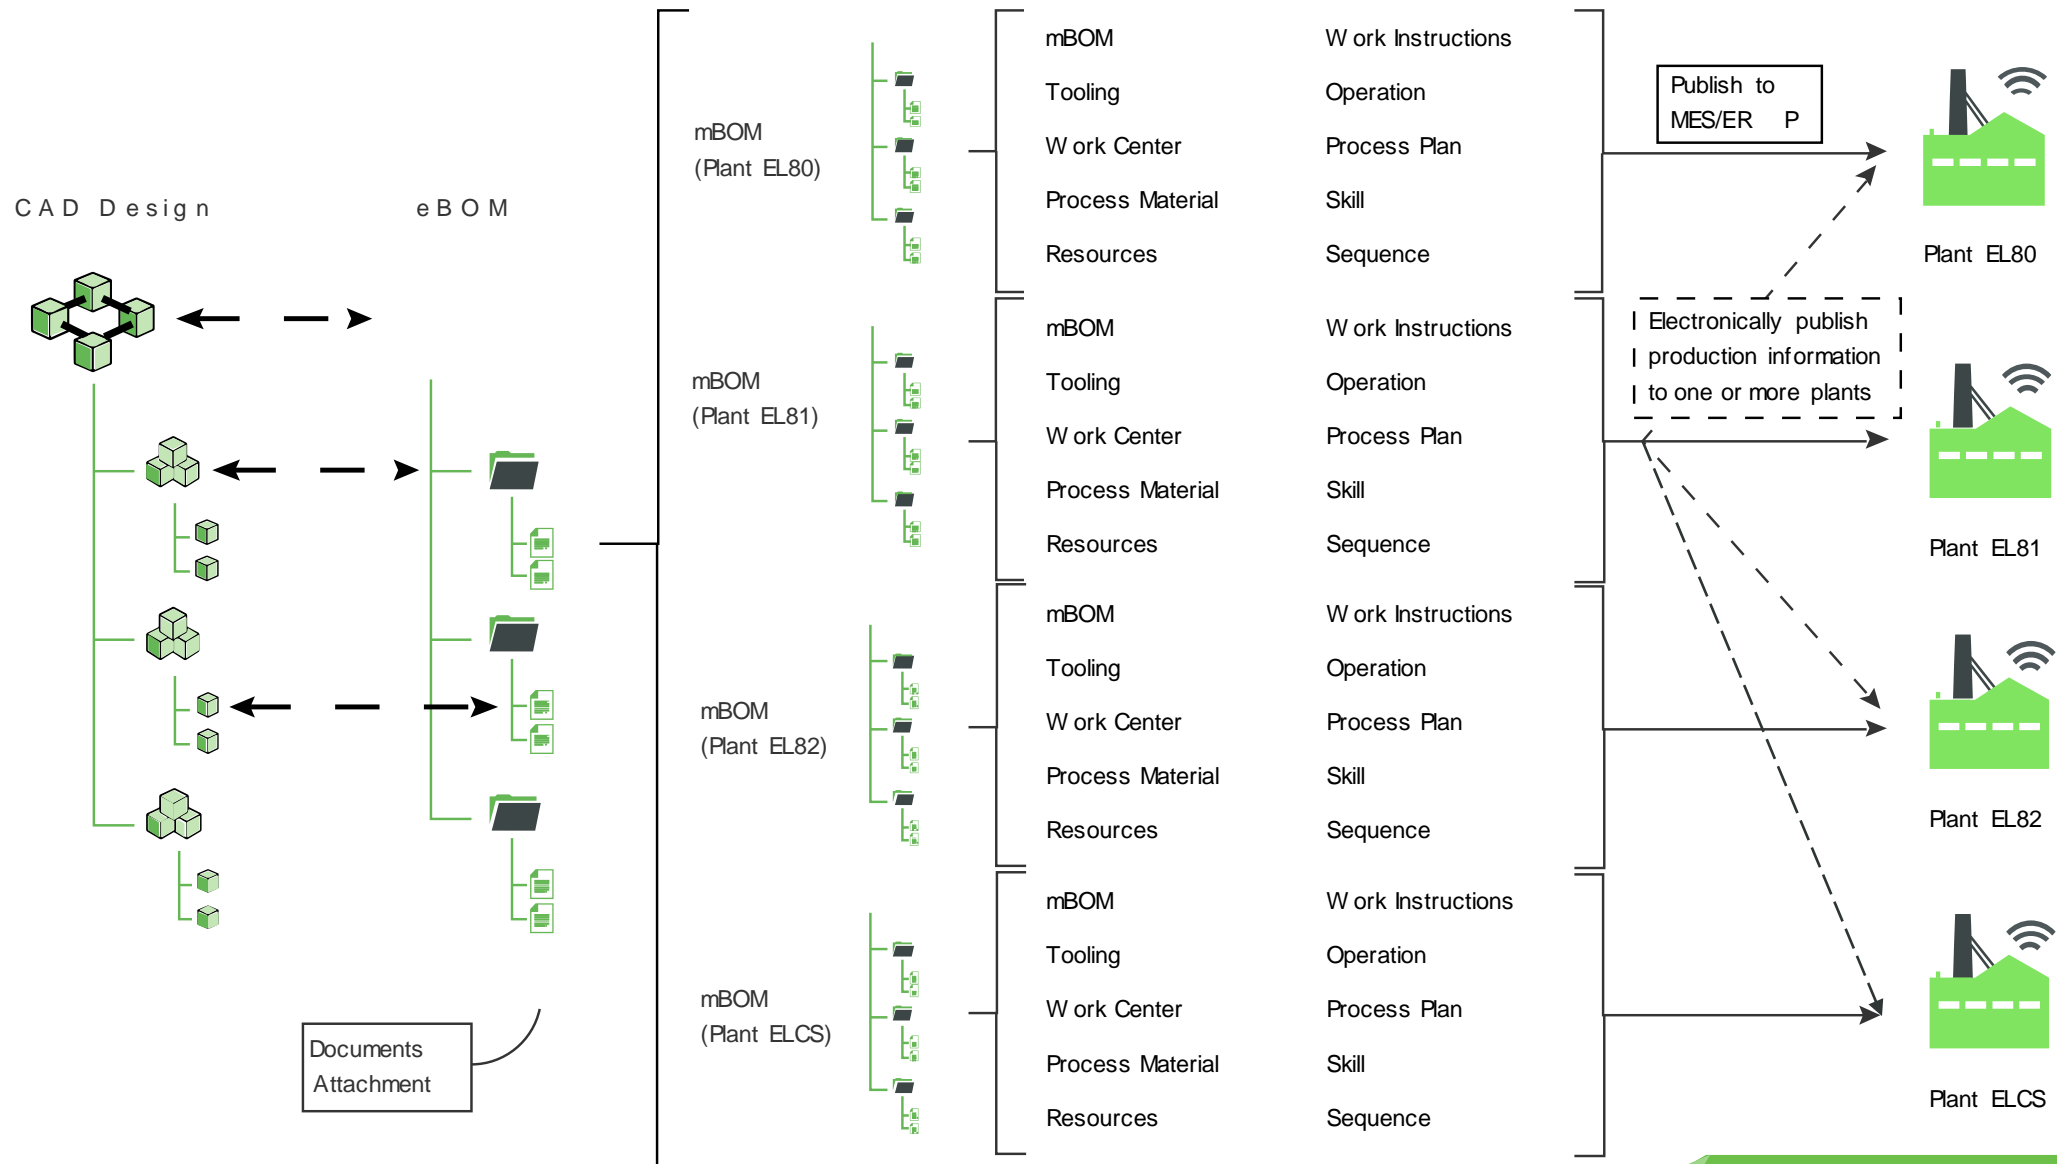 CAD Design
eBOM
Documents
Attachment
mBOM
(Plant EL80)
mBOM
(Plant EL81)
mBOM
(Plant EL82)
mBOM
(Plant ELCS)
mBOM Work Instructions
Tooling Operation
Work Center Process Plan
Process Material Skill
Resources Sequence
mBOM Work Instructions
Tooling Operation
Work Center Process Plan
Process Material Skill
Resources Sequence
mBOM Work Instructions
Tooling Operation
Work Center Process Plan
Process Material Skill
Resources Sequence
mBOM Work Instructions
Tooling Operation
Work Center Process Plan
Process Material Skill
Resources Sequence
Publish to
MES/ERP
Electronically publish
production information
to one or more plants
Plant EL80
Plant EL81
Plant EL82
Plant ELCS